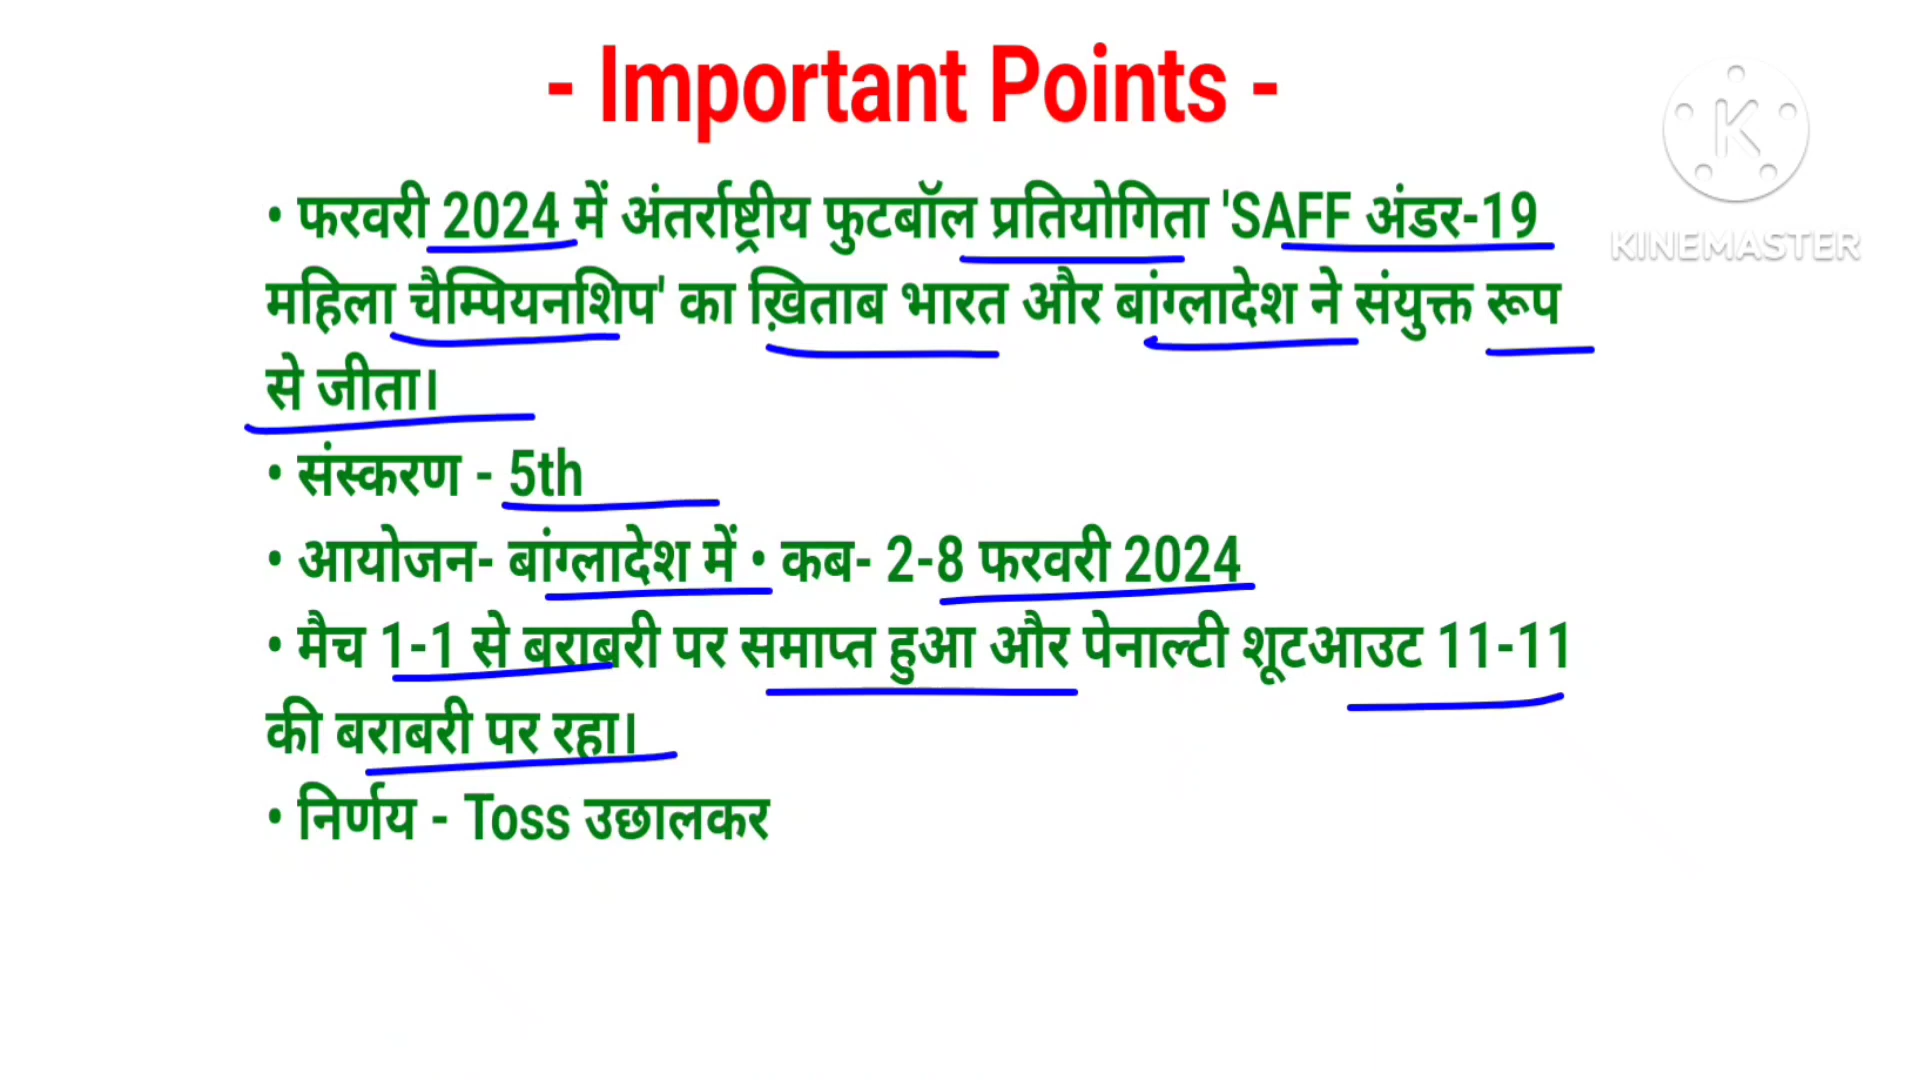 - Important Points -
• फरवरी 2024 में अंतर्राष्ट्रीय फुटबॉल प्रतियोगिता 'SAFF अंडर-19
महिला चैम्पियनशिप' का ख़िताब भारत और बांग्लादेश ने संयुक्त रूप
से जीता।
• संस्करण - 5th
• आयोजन- बांग्लादेश में • कब- 2-8 फरवरी 2024
• मैच 1-1 से बराबरी पर समाप्त हुआ और पेनाल्टी शूटआउट 11-11
की बराबरी पर रहा।
• निर्णय - Toss उछालकर
K
KINEMASTER